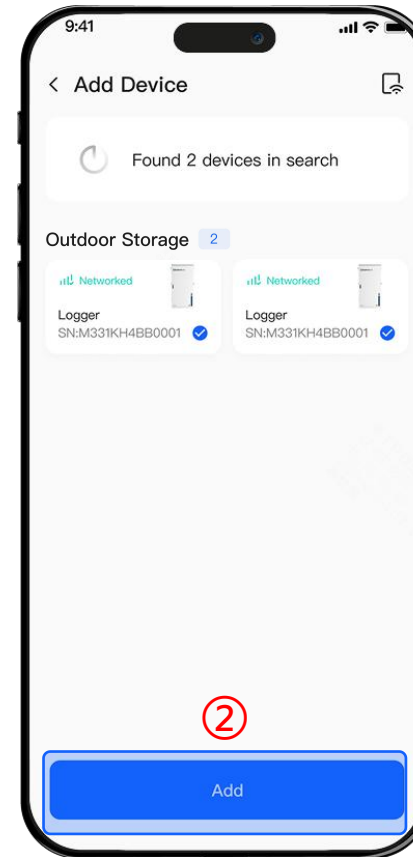 9:41
Add Device
Found 2 devices in search
Outdoor Storage 2
Networked Networked
Logger Logger
SN:M331KH4BB0001 SN:M331KH4BB0001
②
Add